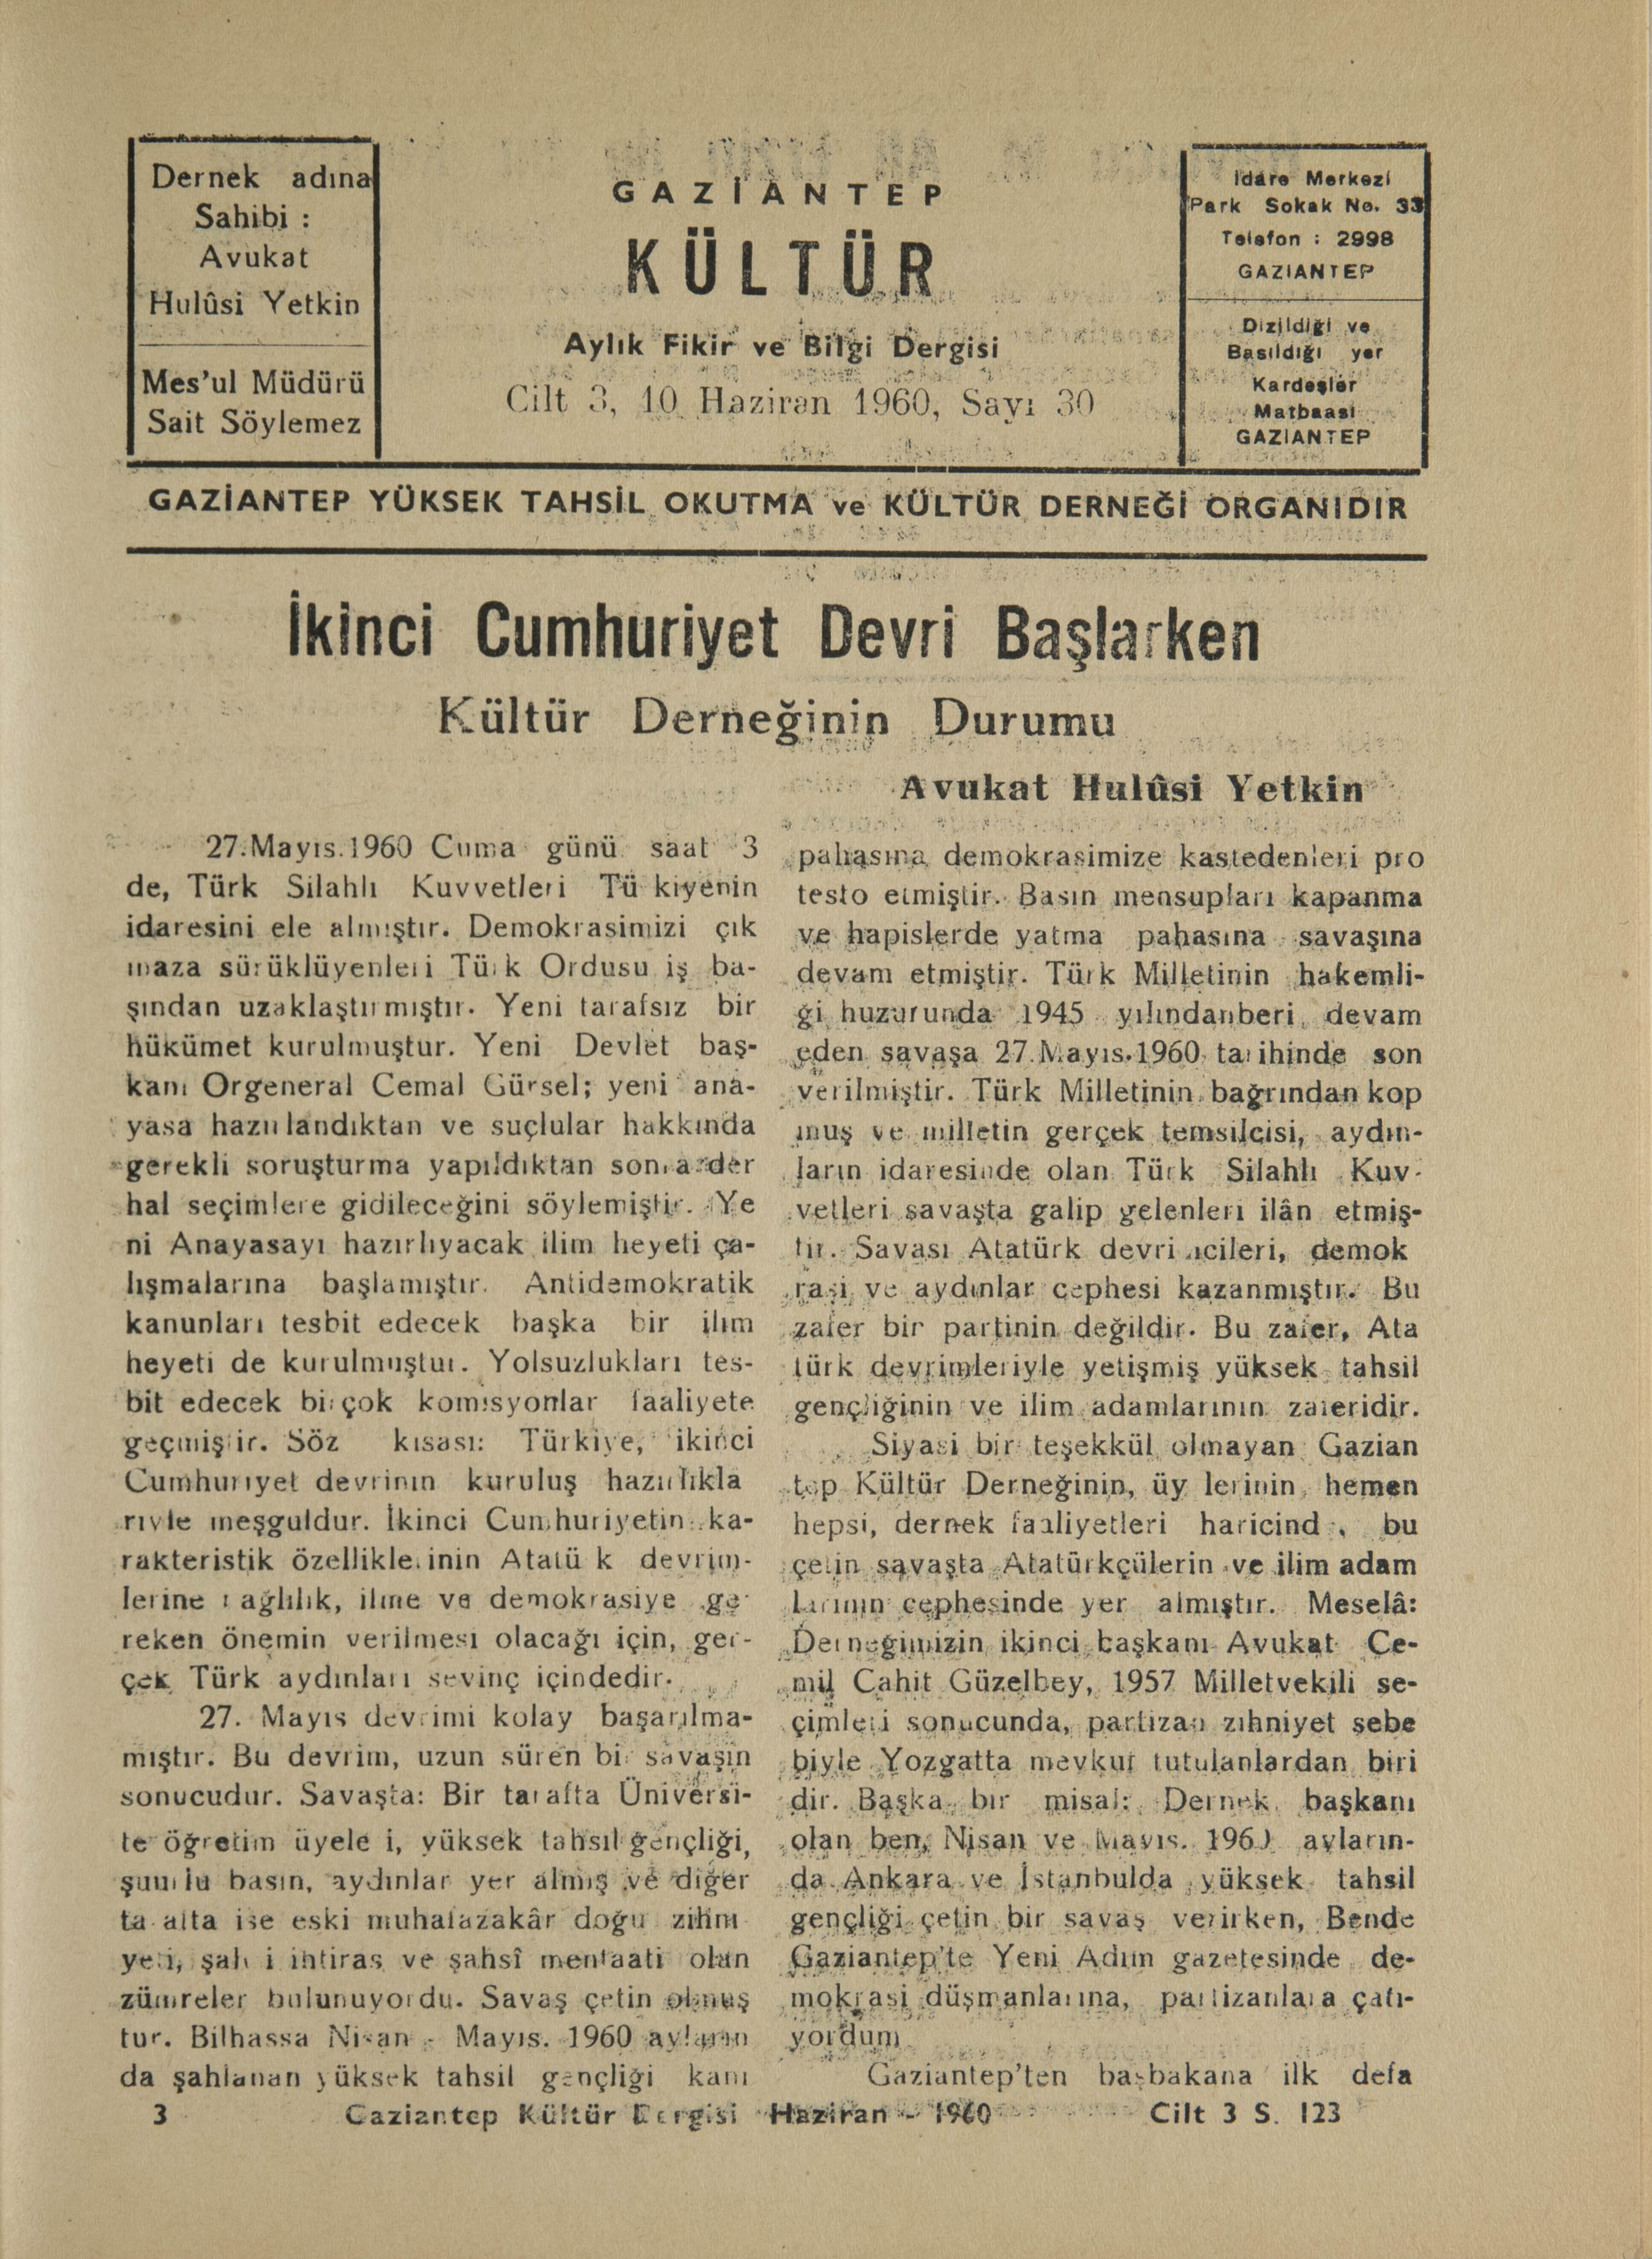 Dernek adına
Sahibi :
Avukat
Hulûsi Yetkin
Mes'ul Müdürü
Sait Söylemez
GAZİANTEP
KÜLTÜR
Aylık Fikir ve Bilgi Dergisi
Cilt 3, 10 Haziran 1960, Sayı 30
İdare Merkezi
Park Sokak No. 33
Telefon : 2998
GAZIANTEP
Dizildiği ve
Basıldığı yer
Kardeşler
Matbaası
GAZIANTEP
GAZİANTEP YÜKSEK TAHSİL OKUTMA ve KÜLTÜR DERNEĞİ ORGANIDIR
İkinci Cumhuriyet Devri Başlarken
Kültür Derneğinin Durumu
Avukat Hulûsi Yetkin
27.Mayıs.1960 Cuma günü saat 3
de, Türk Silahlı Kuvvetleri Tü kiyenin
idaresini ele almıştır. Demokrasimizi çık
maza sürüklüyenleri Türk Ordusu iş ba-
şından uzaklaştırmıştır. Yeni tarafsız bir
hükümet kurulmuştur. Yeni Devlet baş-
kanı Orgeneral Cemal Gürsel; yeni ana-
yasa hazırlandıktan ve suçlular hakkında
gerekli soruşturma yapıldıktan sonra der
hal seçimlere gidileceğini söylemiştir. Ye
ni Anayasayı hazırlıyacak ilim heyeti ça-
lışmalarına başlamıştır. Antidemokratik
kanunları tesbit edecek başka bir ilim
heyeti de kurulmuştur. Yolsuzlukları tes-
bit edecek birçok komisyonlar faaliyete
geçmiştir. Söz kısası: Türkiye, ikinci
Cumhuriyet devrinin kuruluş hazırlıkla
riyle meşguldur. İkinci Cumhuriyetin ka-
rakteristik özelliklerinin Atatü k devrim-
lerine bağlılık, ilme ve demokrasiye ge
reken önemin verilmesi olacağı için, ger-
çek Türk aydınları sevinç içindedir.
27. Mayıs devrimi kolay başarılma-
mıştır. Bu devrim, uzun süren bir savaşın
sonucudur. Savaşta: Bir tarafta Üniversi-
te öğretim üyele i, yüksek tahsil gençliği,
şuurlu basın, aydınlar yer almış ve diğer
ta afta ise eski muhafazakâr doğu zihni
yeti, şahsi ihtiras ve şahsî menfaati olan
zümreler bulunuyordu. Savaş çetin olmuş
tur. Bilhassa Nisan - Mayıs. 1960 ayların
da şahlanan yüksek tahsil gençliği kanı
pahasına demokrasimize kastedenleri pro
testo etmiştir. Basın mensupları kapanma
ve hapislerde yatma pahasına savaşına
devam etmiştir. Türk Milletinin hakemli-
ği huzurunda 1945 yılındanberi devam
eden savaşa 27.Mayıs.1960 tarihinde son
verilmiştir. Türk Milletinin bağrından kop
muş ve milletin gerçek temsilcisi, aydın-
ların idaresinde olan Türk Silahlı Kuv-
vetleri savaşta galip gelenleri ilân etmiş-
tir. Savası Atatürk devrimcileri, demok
rasi ve aydınlar cephesi kazanmıştır. Bu
zafer bir partinin değildir. Bu zafer, Ata
türk devrimleriyle yetişmiş yüksek tahsil
gençliğinin ve ilim adamlarının zaferidir.
Siyasi bir teşekkül olmayan Gazian
tep Kültür Derneğinin, üy lerinin hemen
hepsi, dernek faaliyetleri haricinde, bu
çetin savaşta Atatürkçülerin ve ilim adam
larının cephesinde yer almıştır. Meselâ:
Derneğimizin ikinci başkanı Avukat Ce-
mil Cahit Güzelbey, 1957 Milletvekili se-
çimleri sonucunda, partizan zihniyet sebe
biyle Yozgatta mevkuf tutulanlardan biri
dir. Başka bir misal: Dernek başkanı
olan ben, Nisan ve Mayıs. 1960 ayların-
da Ankara ve İstanbulda yüksek tahsil
gençliği çetin bir savaş verirken, Bende
Gaziantep'te Yeni Adım gazetesinde de-
mokrasi düşmanlarına, partizanlara çatı-
yordum
Gaziantep'ten başbakana ilk defa
3 Gaziantep Kültür Dergisi Haziran - 1960 Cilt 3 S. 123